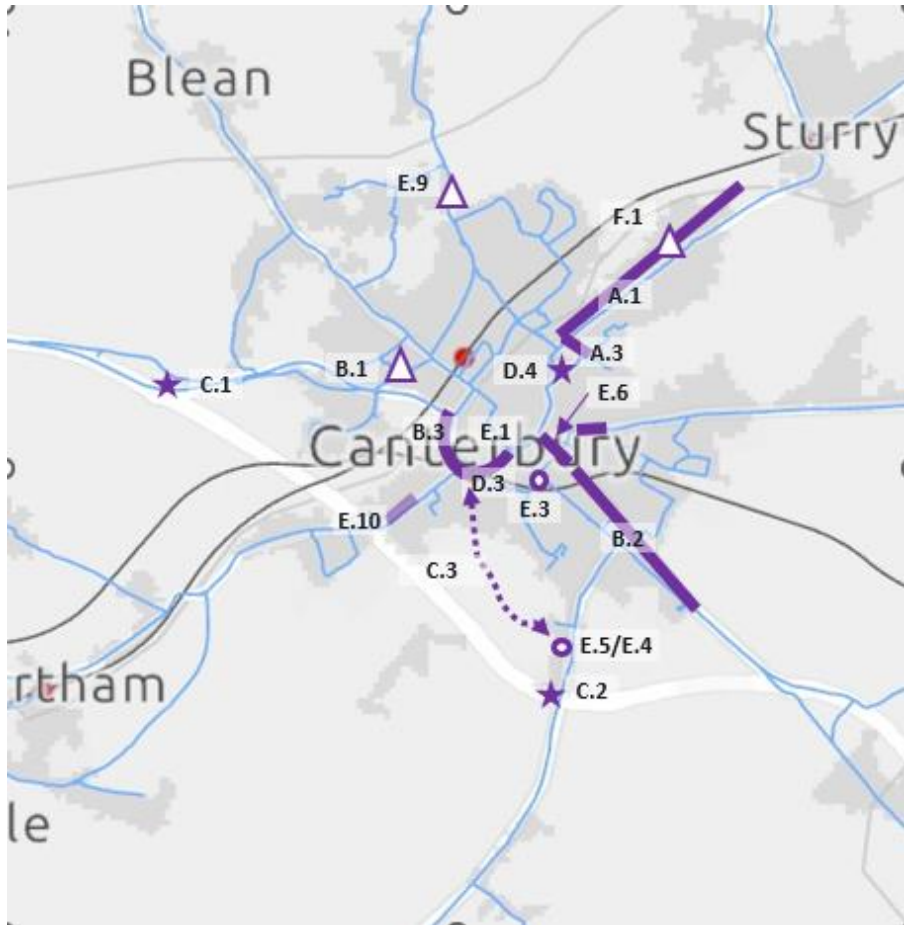 Blean
Sturry
E.9
F.1
A.1
A.3
B.1
D.4
C.1
E.6
B.3
E.1
Canterbury
D.3
E.3
E.10
B.2
C.3
E.5/E.4
rtham
C.2
le